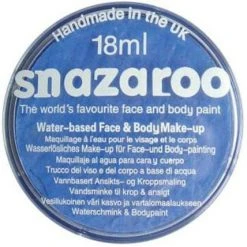 Handmade in the UK
18ml
snazaroo
The world's favourite face and body paint
Water-based Face & Body Make-up
Maquillage à l'eau pour le visage et le corps
Wasserlösliches Make-up für Face-und Body-painting
Maquillaje al agua para cara y cuerpo
Trucco del viso e del corpo a base di acqua
Vannbasert Ansikts- og Kroppsmaling
Vandsminke til krop & ansigt
Vesiliukoinen väri kasvo ja vartalomaalaukseen
Waterschmink & Bodypaint